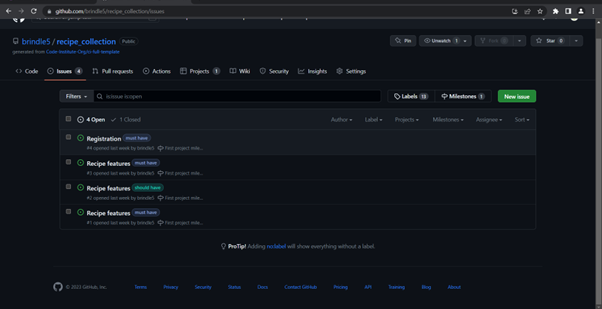 github.com/brindle5/recipe_collection/issues
brindle5 / recipe_collection Public
Pin Unwatch 1 Fork 0 Star 0
generated from Code-Institute-Org/ci-full-template
Code Issues 4 Pull requests Actions Projects 1 Wiki Security Insights Settings
Filters is:issue is:open Labels 13 Milestones 1 New issue
4 Open 1 Closed Author Label Projects Milestones Assignee Sort
Registration must have
#4 opened last week by brindle5 First project mile...
Recipe features must have
#3 opened last week by brindle5 First project mile...
Recipe features should have
#2 opened last week by brindle5 First project mile...
Recipe features must have
#1 opened last week by brindle5 First project mile...
ProTip! Adding no:label will show everything without a label.
© 2023 GitHub, Inc. Terms Privacy Security Status Docs Contact GitHub Pricing API Training Blog About